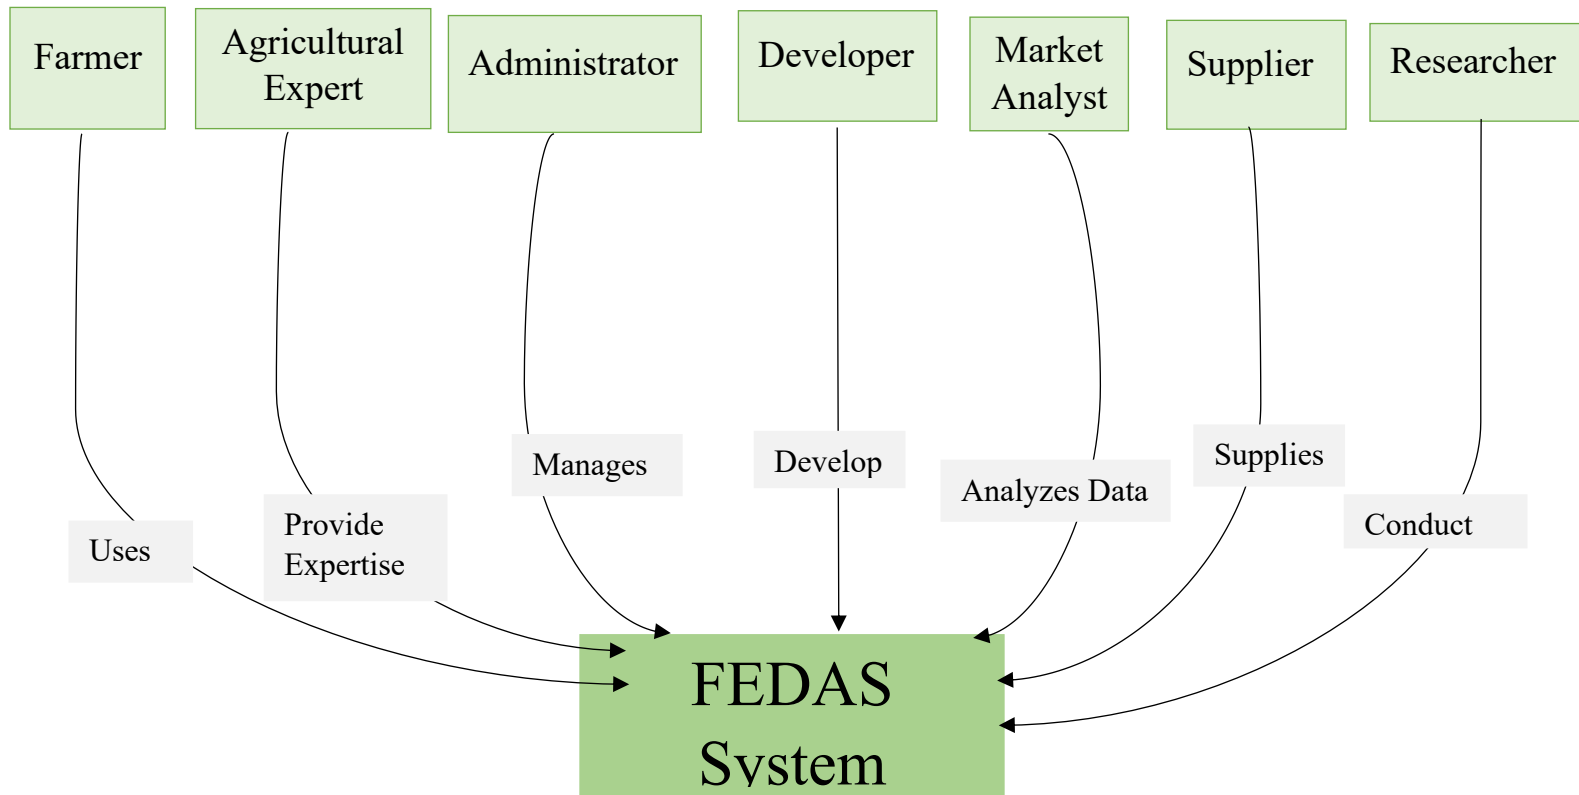 Farmer
Agricultural
Expert
Administrator
Developer
Market
Analyst
Supplier
Researcher
Uses
Provide
Expertise
Manages
Develop
Analyzes Data
Supplies
Conduct
FEDAS
System